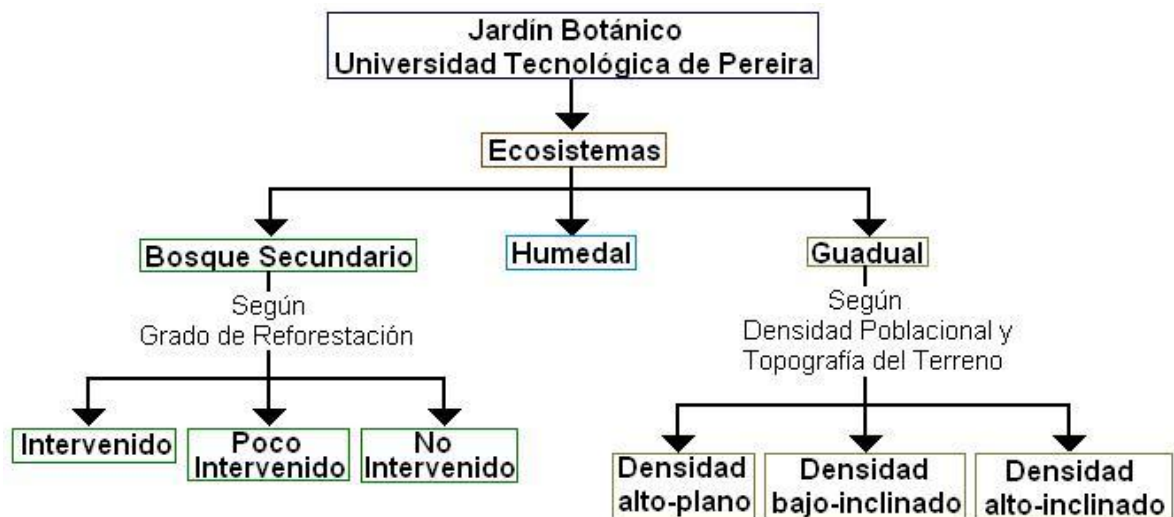 Jardín Botánico
Universidad Tecnológica de Pereira
Ecosistemas
Bosque Secundario
Humedal
Guadual
Según
Grado de Reforestación
Según
Densidad Poblacional y
Topografía del Terreno
Intervenido
Poco
Intervenido
No
Intervenido
Densidad
alto-plano
Densidad
bajo-inclinado
Densidad
alto-inclinado